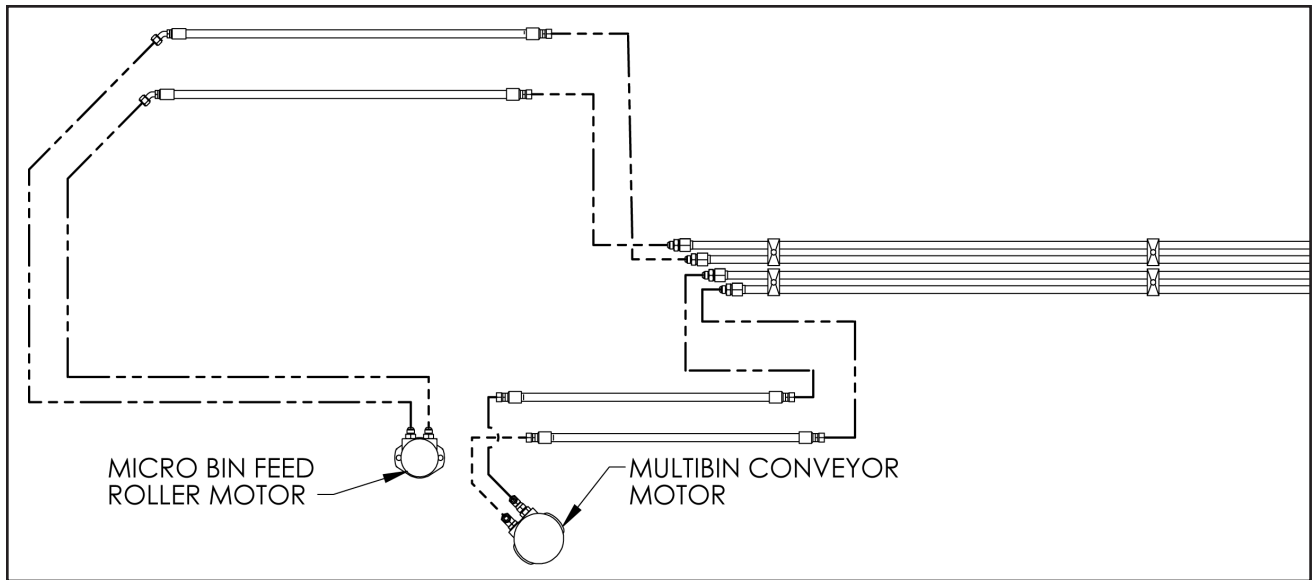 MICRO BIN FEED
ROLLER MOTOR
MULTIBIN CONVEYOR
MOTOR